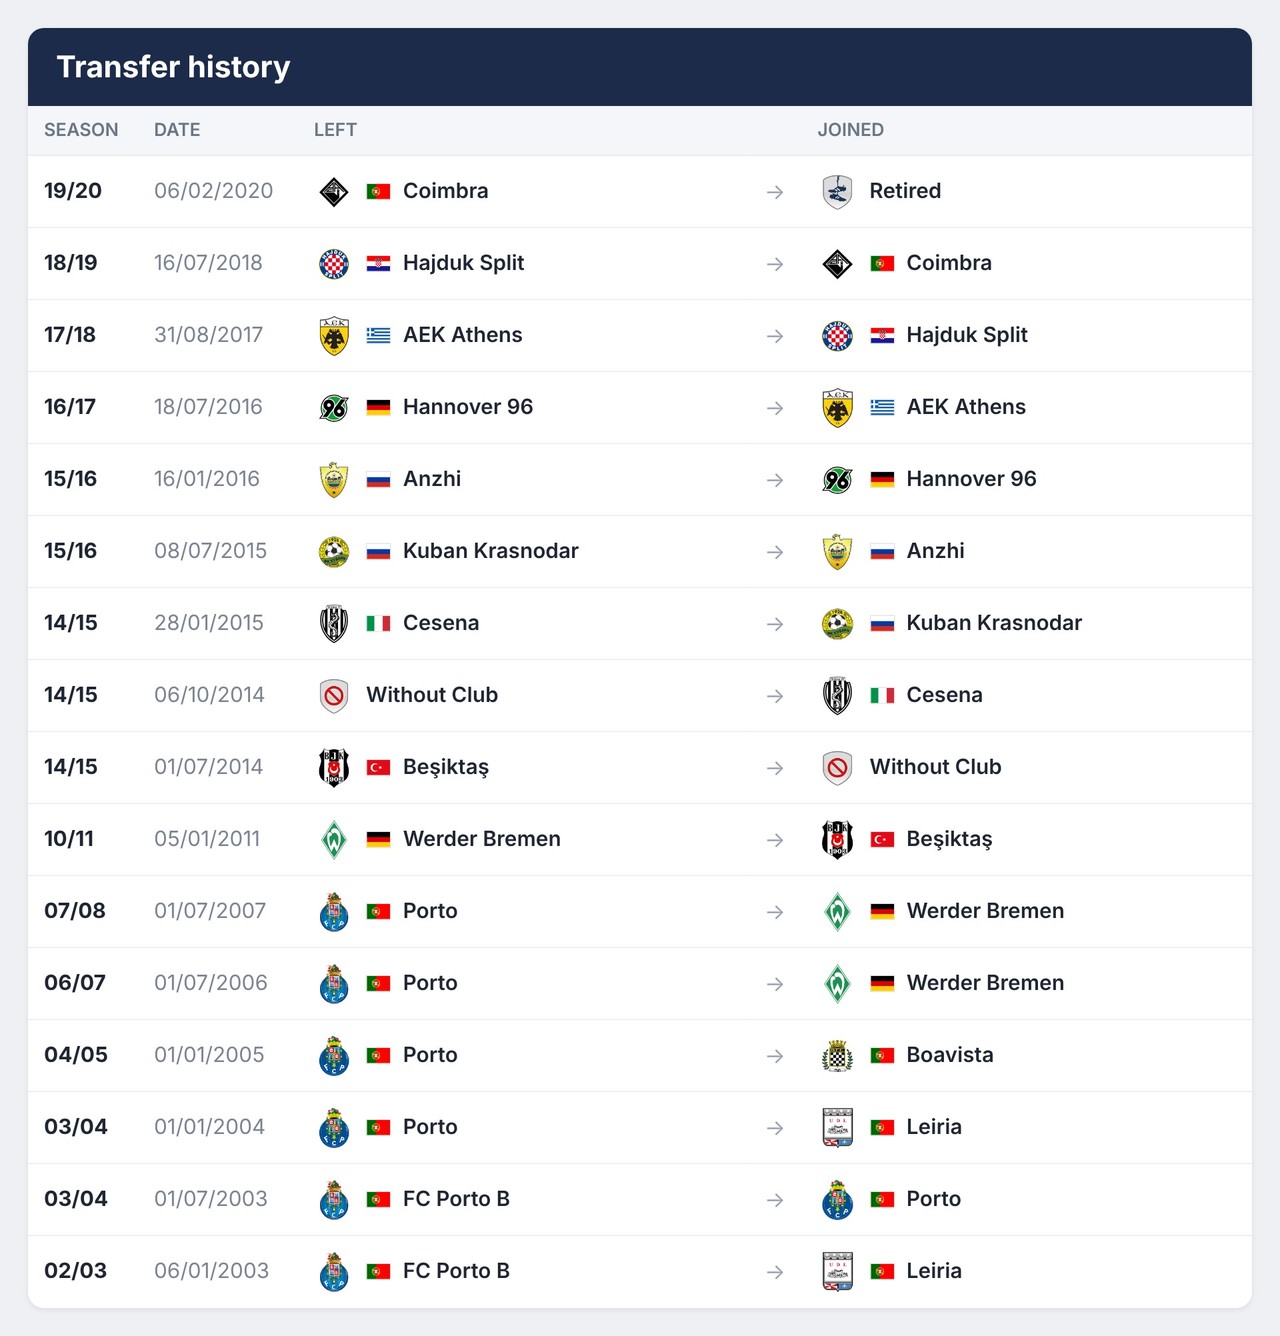 Transfer history
SEASON DATE LEFT JOINED
19/20 06/02/2020 Coimbra → Retired
18/19 16/07/2018 Hajduk Split → Coimbra
17/18 31/08/2017 AEK Athens → Hajduk Split
16/17 18/07/2016 Hannover 96 → AEK Athens
15/16 16/01/2016 Anzhi → Hannover 96
15/16 08/07/2015 Kuban Krasnodar → Anzhi
14/15 28/01/2015 Cesena → Kuban Krasnodar
14/15 06/10/2014 Without Club → Cesena
14/15 01/07/2014 Beşiktaş → Without Club
10/11 05/01/2011 Werder Bremen → Beşiktaş
07/08 01/07/2007 Porto → Werder Bremen
06/07 01/07/2006 Porto → Werder Bremen
04/05 01/01/2005 Porto → Boavista
03/04 01/01/2004 Porto → Leiria
03/04 01/07/2003 FC Porto B → Porto
02/03 06/01/2003 FC Porto B → Leiria